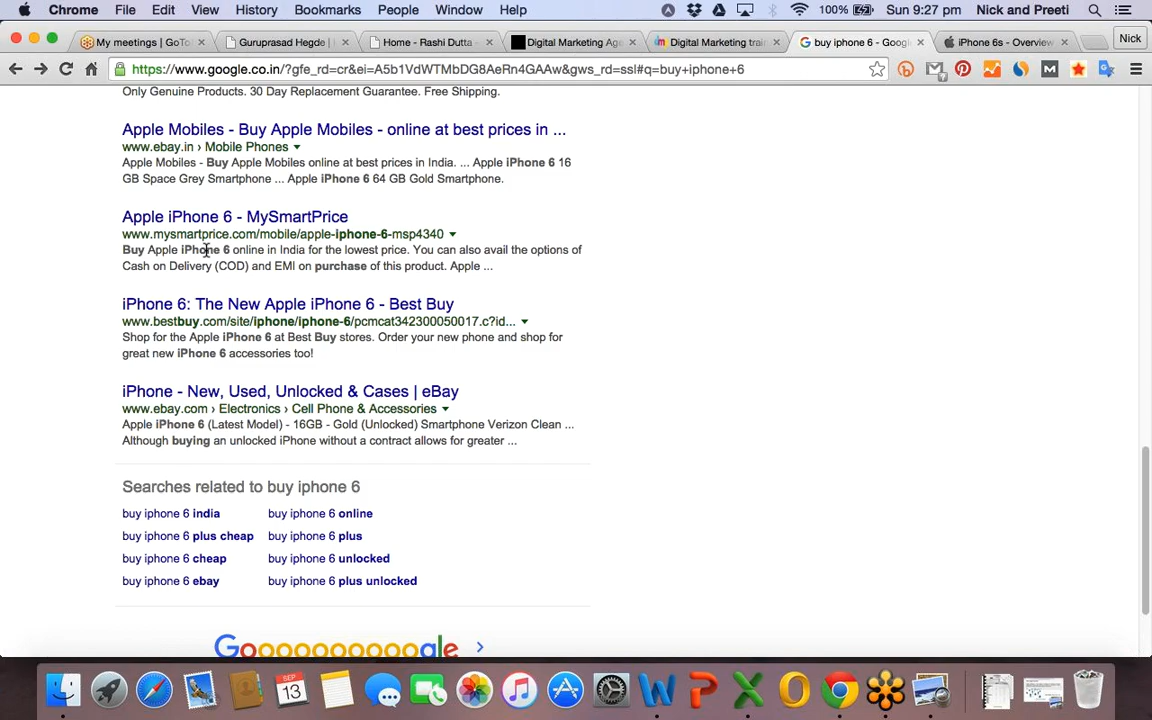 Chrome File Edit View History Bookmarks People Window Help 100% Sun 9:27 pm Nick and Preeti
My meetings | GoTo Guruprasad Hegde | Home - Rashi Dutta - Digital Marketing Age Digital Marketing train buy iphone 6 - Google iPhone 6s - Overview Nick
https://www.google.co.in/?gfe_rd=cr&ei=A5b1VdWTMbDG8AeRn4GAAw&gws_rd=ssl#q=buy+iphone+6
Only Genuine Products. 30 Day Replacement Guarantee. Free Shipping.
Apple Mobiles - Buy Apple Mobiles - online at best prices in ...
www.ebay.in › Mobile Phones
Apple Mobiles - Buy Apple Mobiles online at best prices in India. ... Apple iPhone 6 16
GB Space Grey Smartphone ... Apple iPhone 6 64 GB Gold Smartphone.
Apple iPhone 6 - MySmartPrice
www.mysmartprice.com/mobile/apple-iphone-6-msp4340
Buy Apple iPhone 6 online in India for the lowest price. You can also avail the options of
Cash on Delivery (COD) and EMI on purchase of this product. Apple ...
iPhone 6: The New Apple iPhone 6 - Best Buy
www.bestbuy.com/site/iphone/iphone-6/pcmcat342300050017.c?id...
Shop for the Apple iPhone 6 at Best Buy stores. Order your new phone and shop for
great new iPhone 6 accessories too!
iPhone - New, Used, Unlocked & Cases | eBay
www.ebay.com › Electronics › Cell Phone & Accessories
Apple iPhone 6 (Latest Model) - 16GB - Gold (Unlocked) Smartphone Verizon Clean ...
Although buying an unlocked iPhone without a contract allows for greater ...
Searches related to buy iphone 6
buy iphone 6 india buy iphone 6 online
buy iphone 6 plus cheap buy iphone 6 plus
buy iphone 6 cheap buy iphone 6 unlocked
buy iphone 6 ebay buy iphone 6 plus unlocked
Goooooooooogle
SEP
13